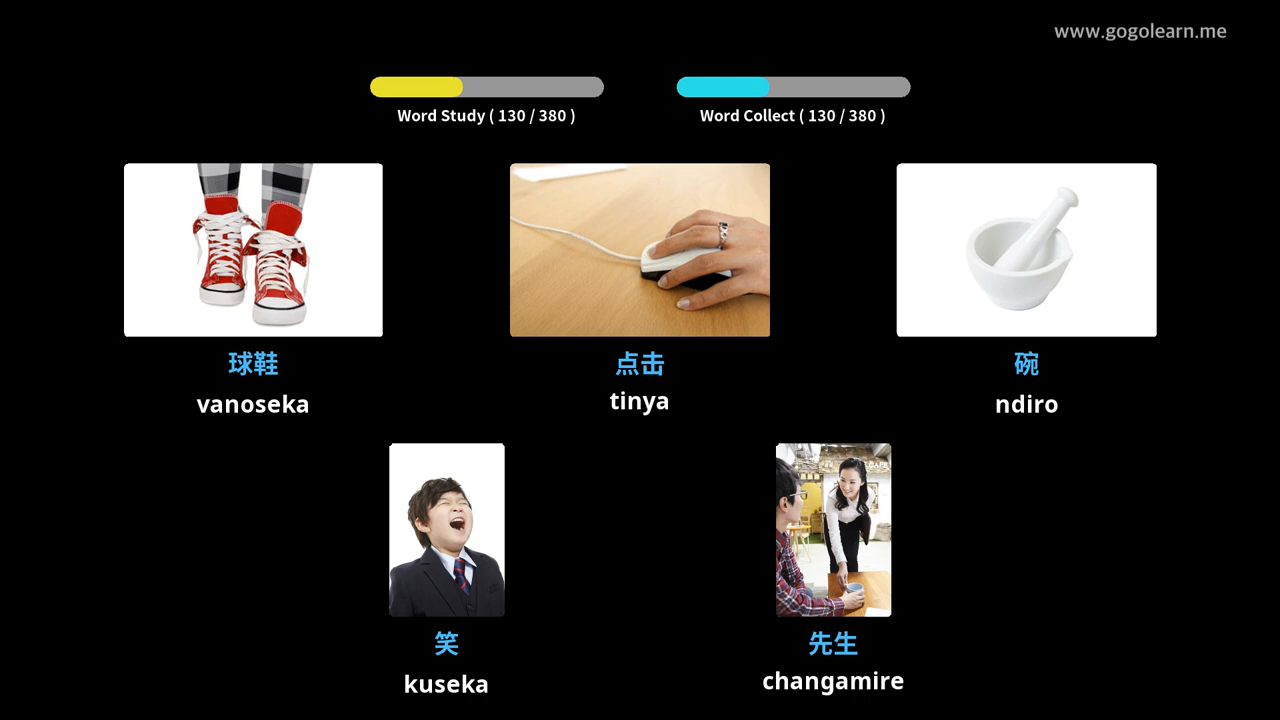 www.gogolearn.me
Word Study ( 130 / 380 )
Word Collect ( 130 / 380 )
球鞋
vanoseka
点击
tinya
碗
ndiro
笑
kuseka
先生
changamire